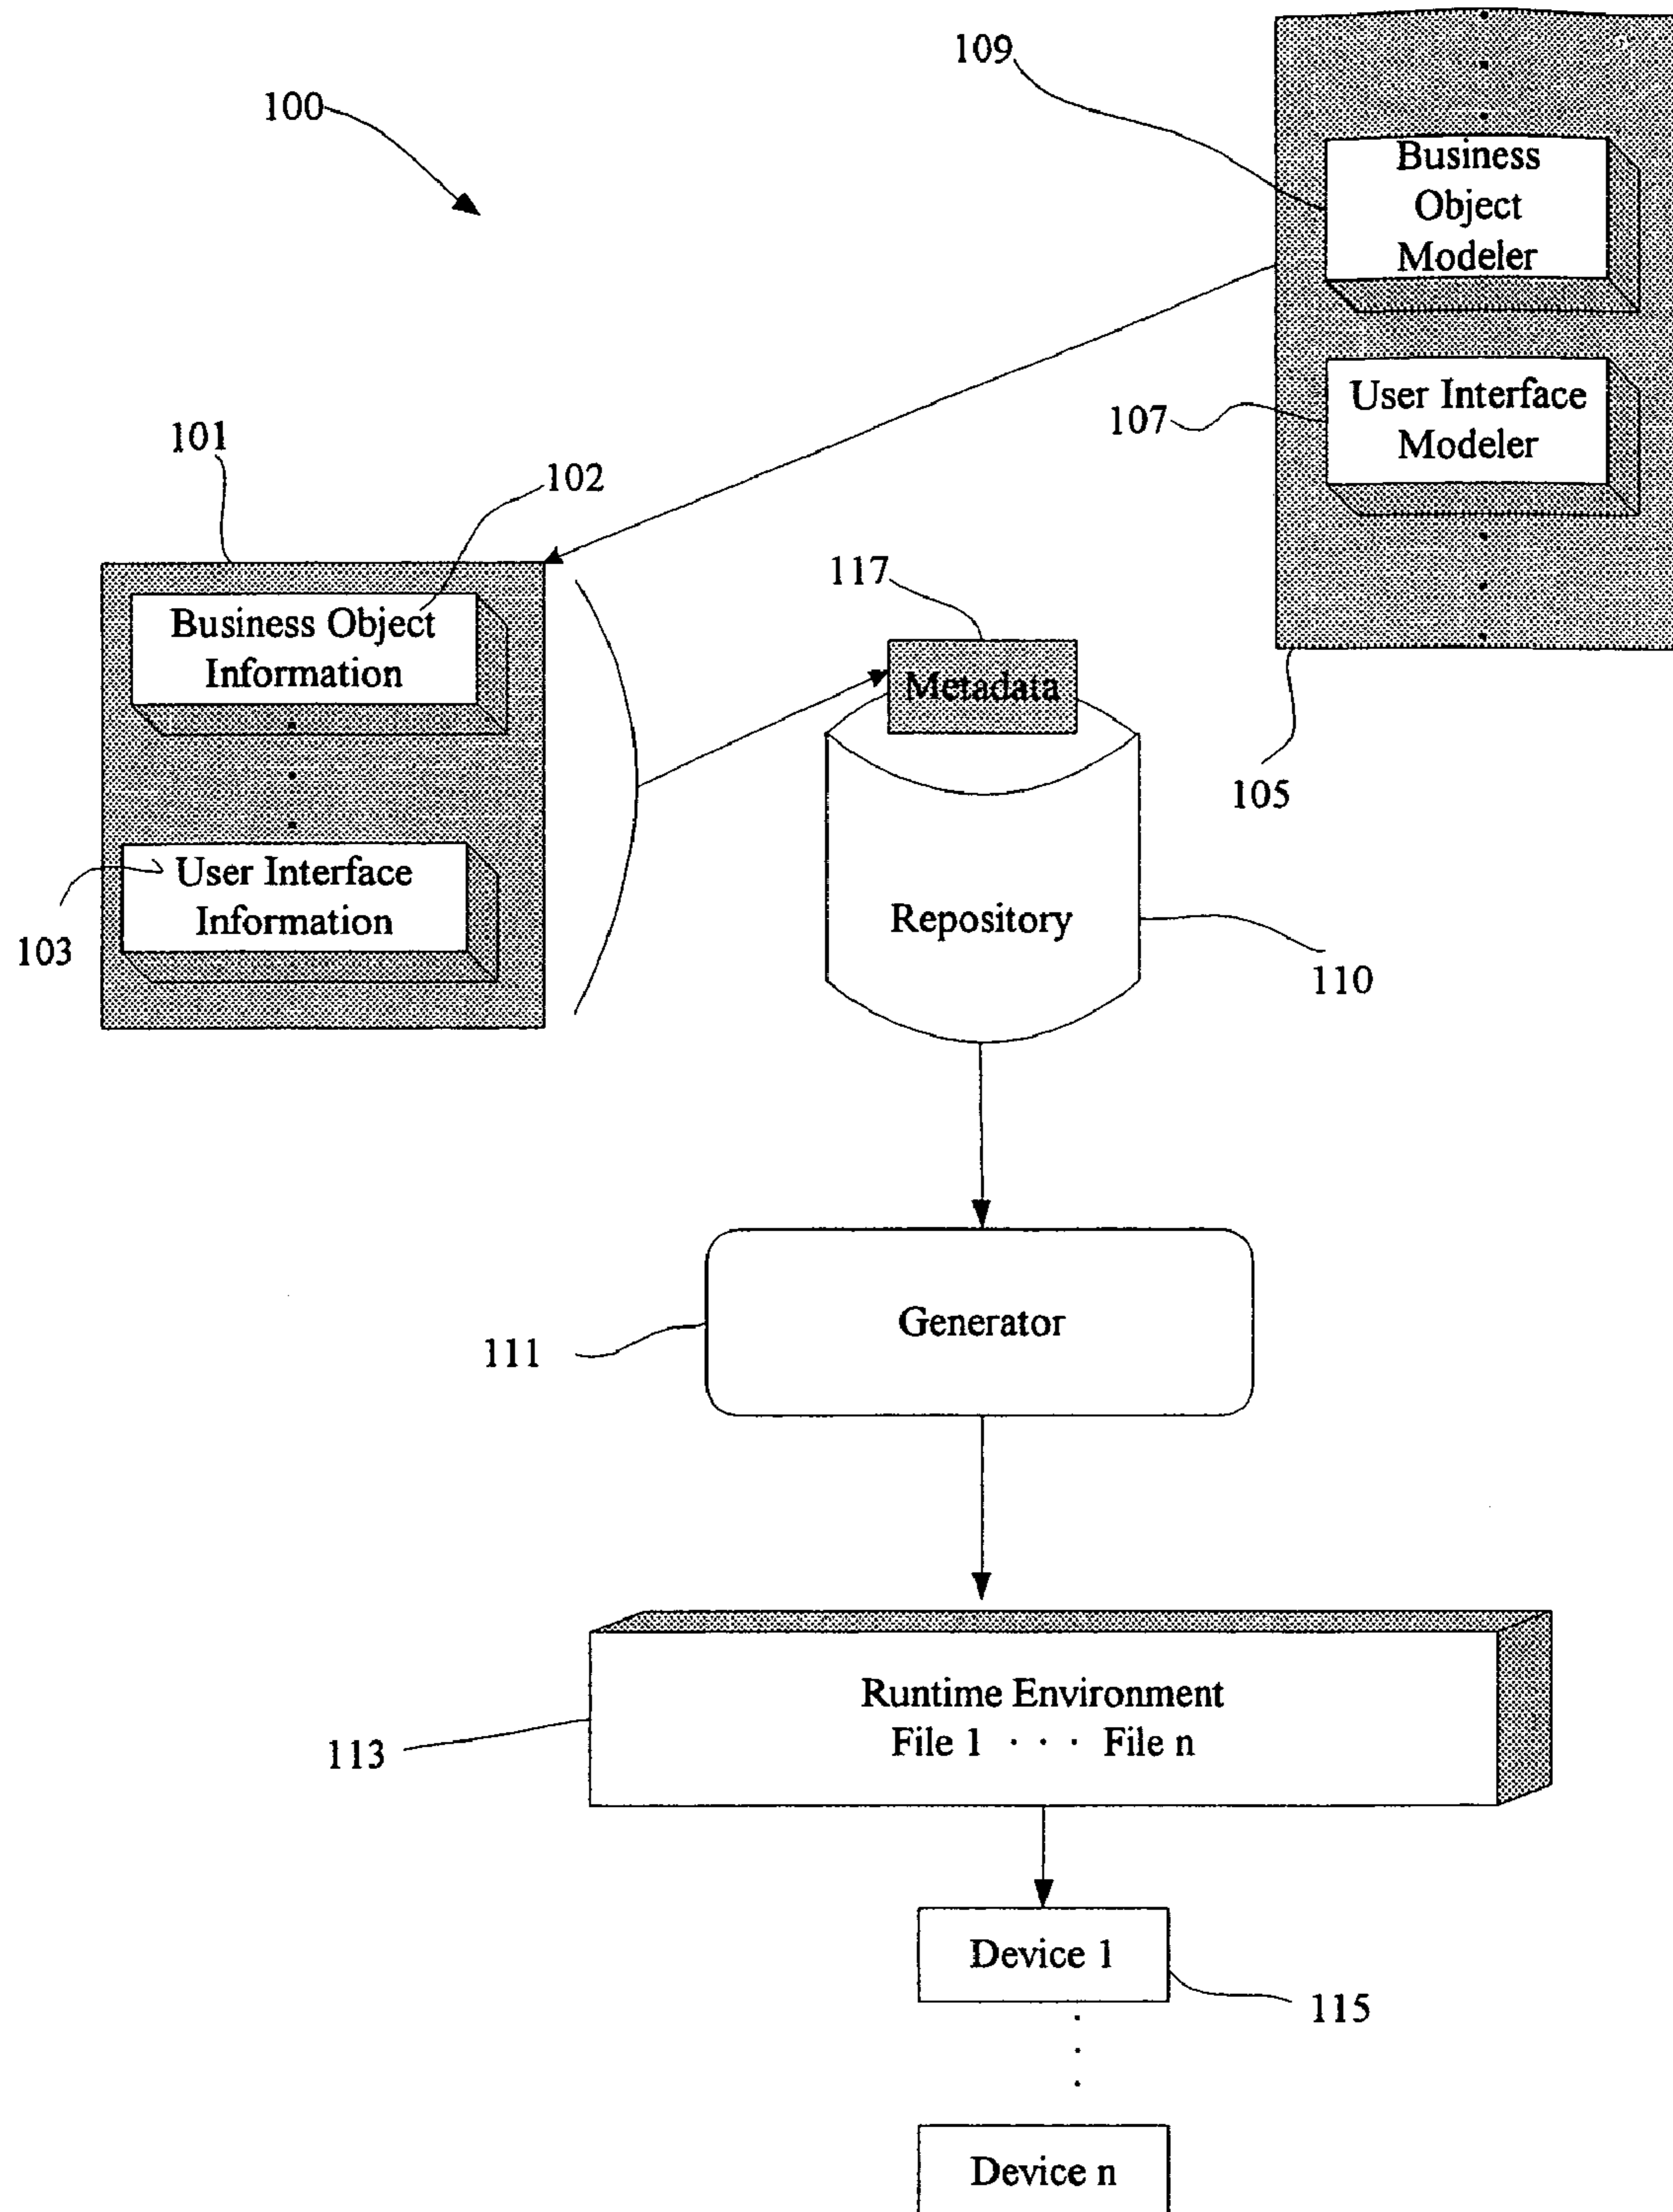 109
100
Business
Object
Modeler
107
User Interface
Modeler
101
102
Business Object
Information
117
Metadata
105
User Interface
Information
103
Repository
110
Generator
111
Runtime Environment
File 1 · · · File n
113
Device 1
115
Device n